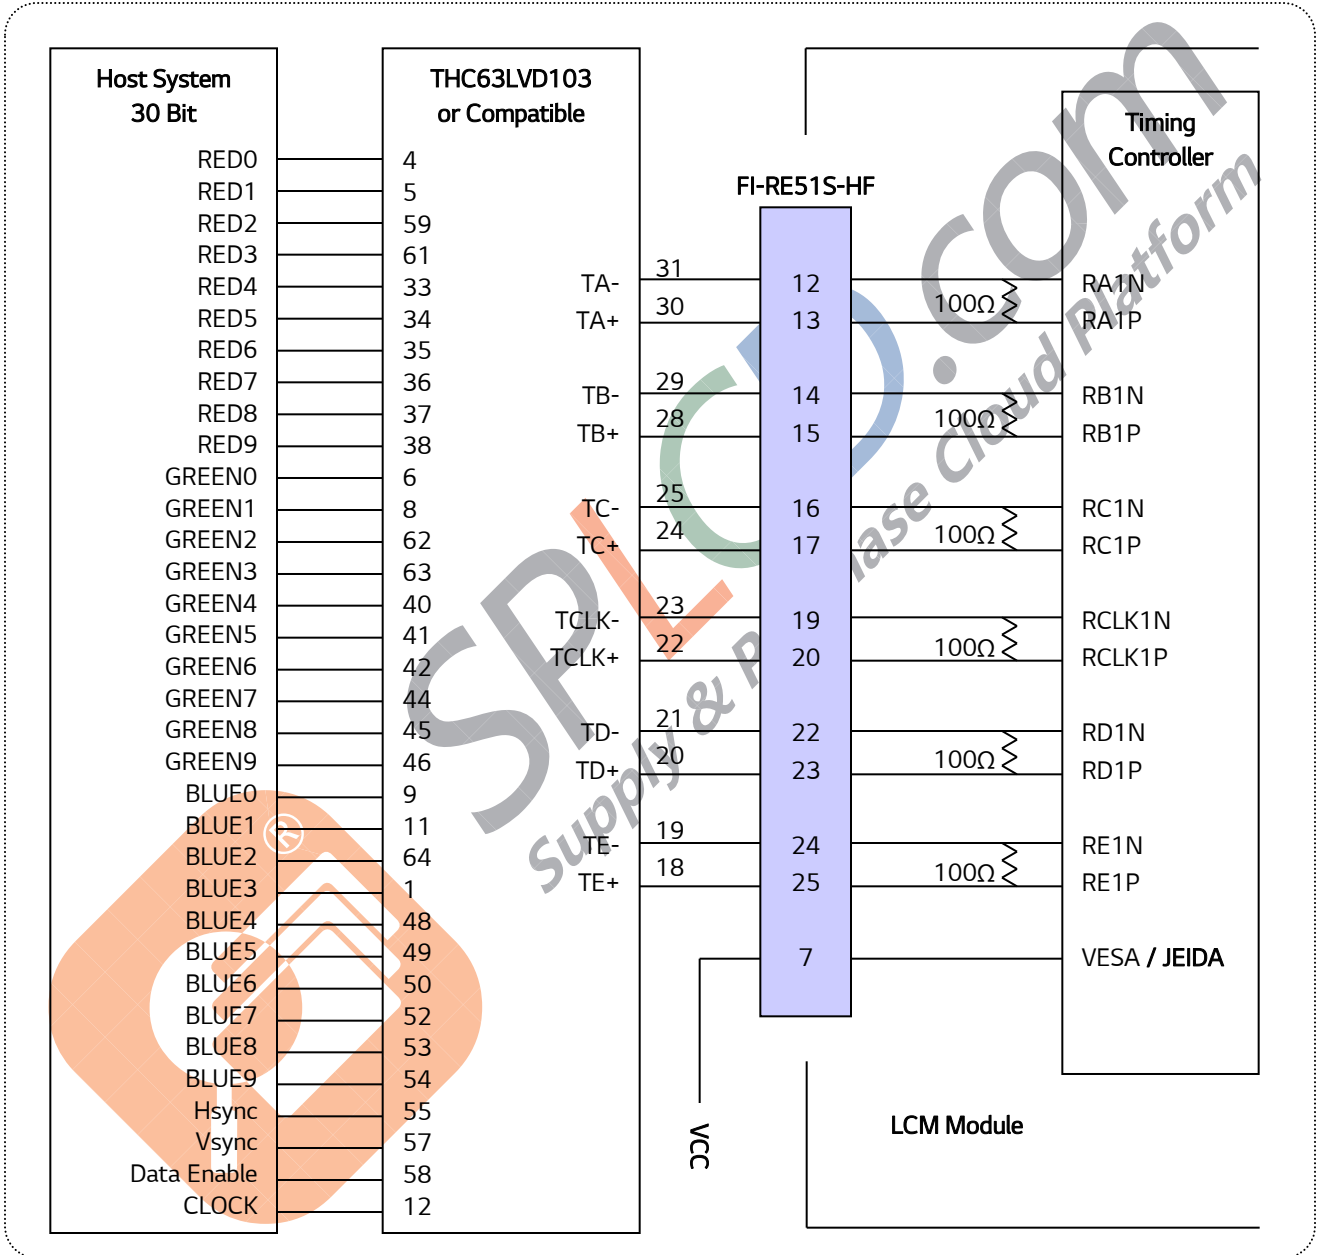 Host System
30 Bit
RED0
RED1
RED2
RED3
RED4
RED5
RED6
RED7
RED8
RED9
GREEN0
GREEN1
GREEN2
GREEN3
GREEN4
GREEN5
GREEN6
GREEN7
GREEN8
GREEN9
BLUE0
BLUE1
BLUE2
BLUE3
BLUE4
BLUE5
BLUE6
BLUE7
BLUE8
BLUE9
Hsync
Vsync
Data Enable
CLOCK
THC63LVD103
or Compatible
4
5
59
61
33
34
35
36
37
38
6
8
62
63
40
41
42
44
45
46
9
11
64
1
48
49
50
52
53
54
55
57
58
12
TA-
TA+
TB-
TB+
TC-
TC+
TCLK-
TCLK+
TD-
TD+
TE-
TE+
31
30
29
28
25
24
23
22
21
20
19
18
FI-RE51S-HF
12
13
14
15
16
17
19
20
22
23
24
25
7
VCC
100Ω
100Ω
100Ω
100Ω
100Ω
100Ω
Timing
Controller
RA1N
RA1P
RB1N
RB1P
RC1N
RC1P
RCLK1N
RCLK1P
RD1N
RD1P
RE1N
RE1P
VESA / JEIDA
LCM Module
SPLCD.com
Supply & P   hase Cloud Platform
®